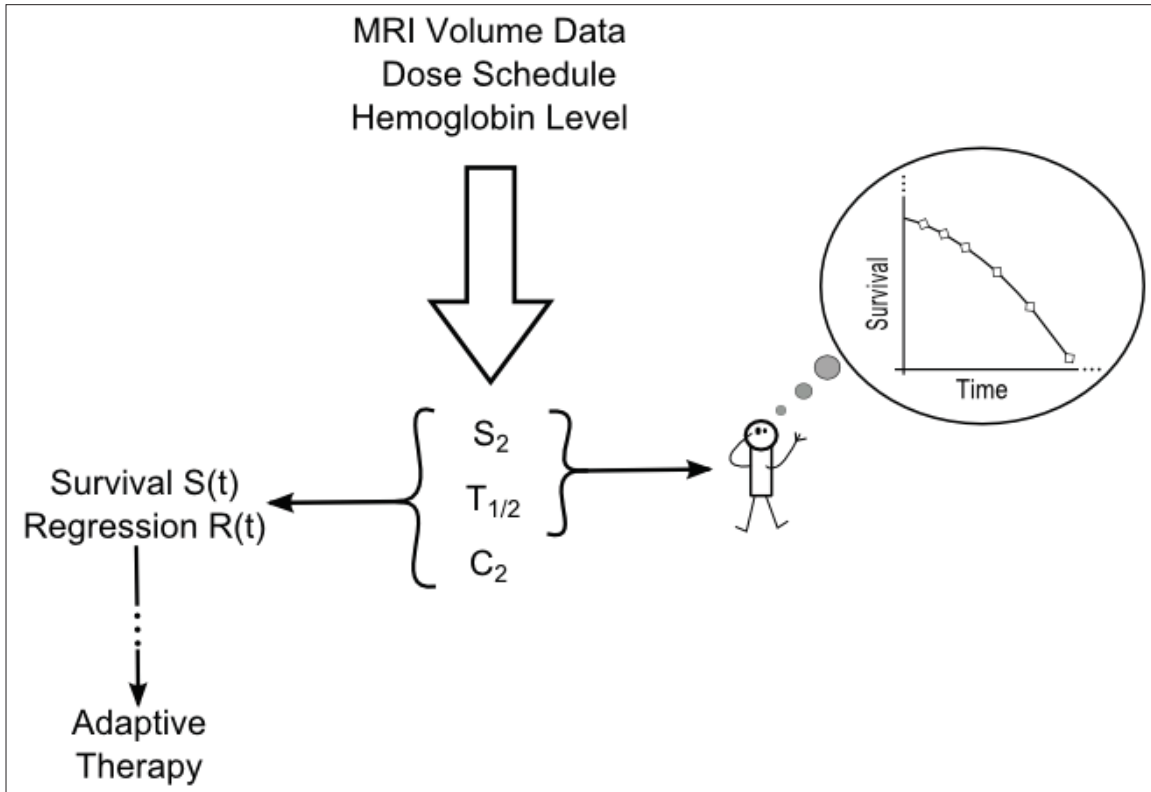 MRI Volume Data
Dose Schedule
Hemoglobin Level
Survival
Time
S₂
T₁/₂
C₂
Survival S(t)
Regression R(t)
Adaptive
Therapy